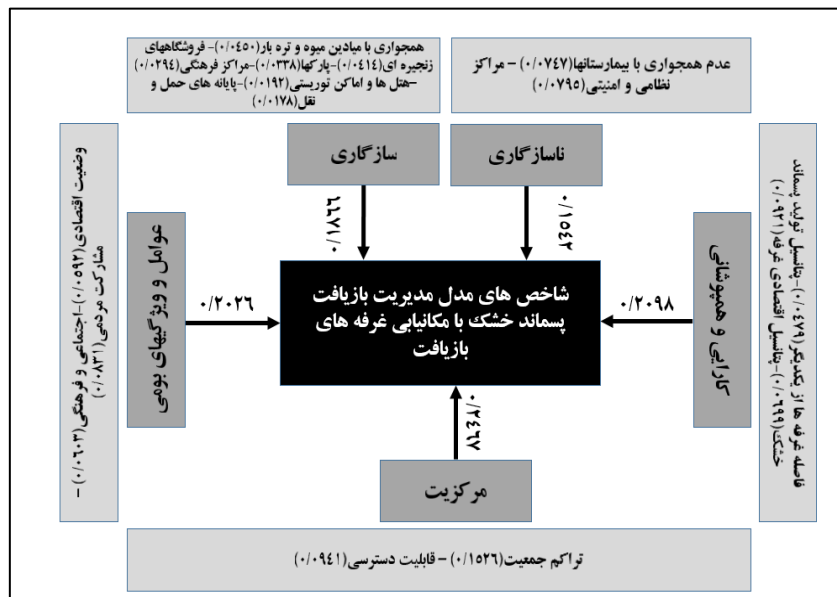 همجواری با میادین میوه و تره بار(۰/۰۴۵۰)- فروشگاههای
زنجیره ای(۰/۰۴۱۴)-پارکها(۰/۰۳۳۸)-مراکز فرهنگی(۰/۰۲۹۴)
-هتل ها و اماکن توریستی(۰/۰۱۹۲)-پایانه های حمل و
نقل(۰/۰۱۷۸)
عدم همجواری با بیمارستانها(۰/۰۷۴۷) – مراکز
نظامی و امنیتی(۰/۰۷۹۵)
سازگاری
ناسازگاری
۰/۱۸۶۶
۰/۱۵۴۲
فاصله غرفه ها از یکدیگر(۰/۰۴۷۹)-پتانسیل تولید پسماند
خشک(۰/۰۶۹۹)-پتانسیل اقتصادی غرفه(۰/۰۹۲۱)
کارایی و همپوشانی
۰/۲۰۹۸
شاخص های مدل مدیریت بازیافت
پسماند خشک با مکانیابی غرفه های
بازیافت
۰/۲۰۲۶
عوامل و ویژگیهای بومی
وضعیت اقتصادی(۰/۰۵۹۲)-اجتماعی و فرهنگی(۰/۰۶۰۳) –
مشارکت مردمی(۰/۰۸۳۱)
۰/۲۴۶۷
مرکزیت
تراکم جمعیت(۰/۱۵۲۶) – قابلیت دسترسی(۰/۰۹۴۱)